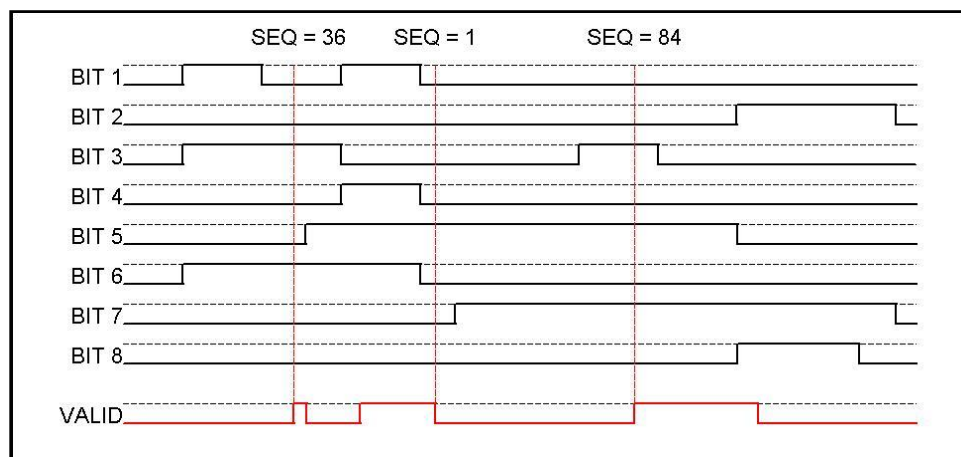 SEQ = 36 SEQ = 1 SEQ = 84
BIT 1
BIT 2
BIT 3
BIT 4
BIT 5
BIT 6
BIT 7
BIT 8
VALID